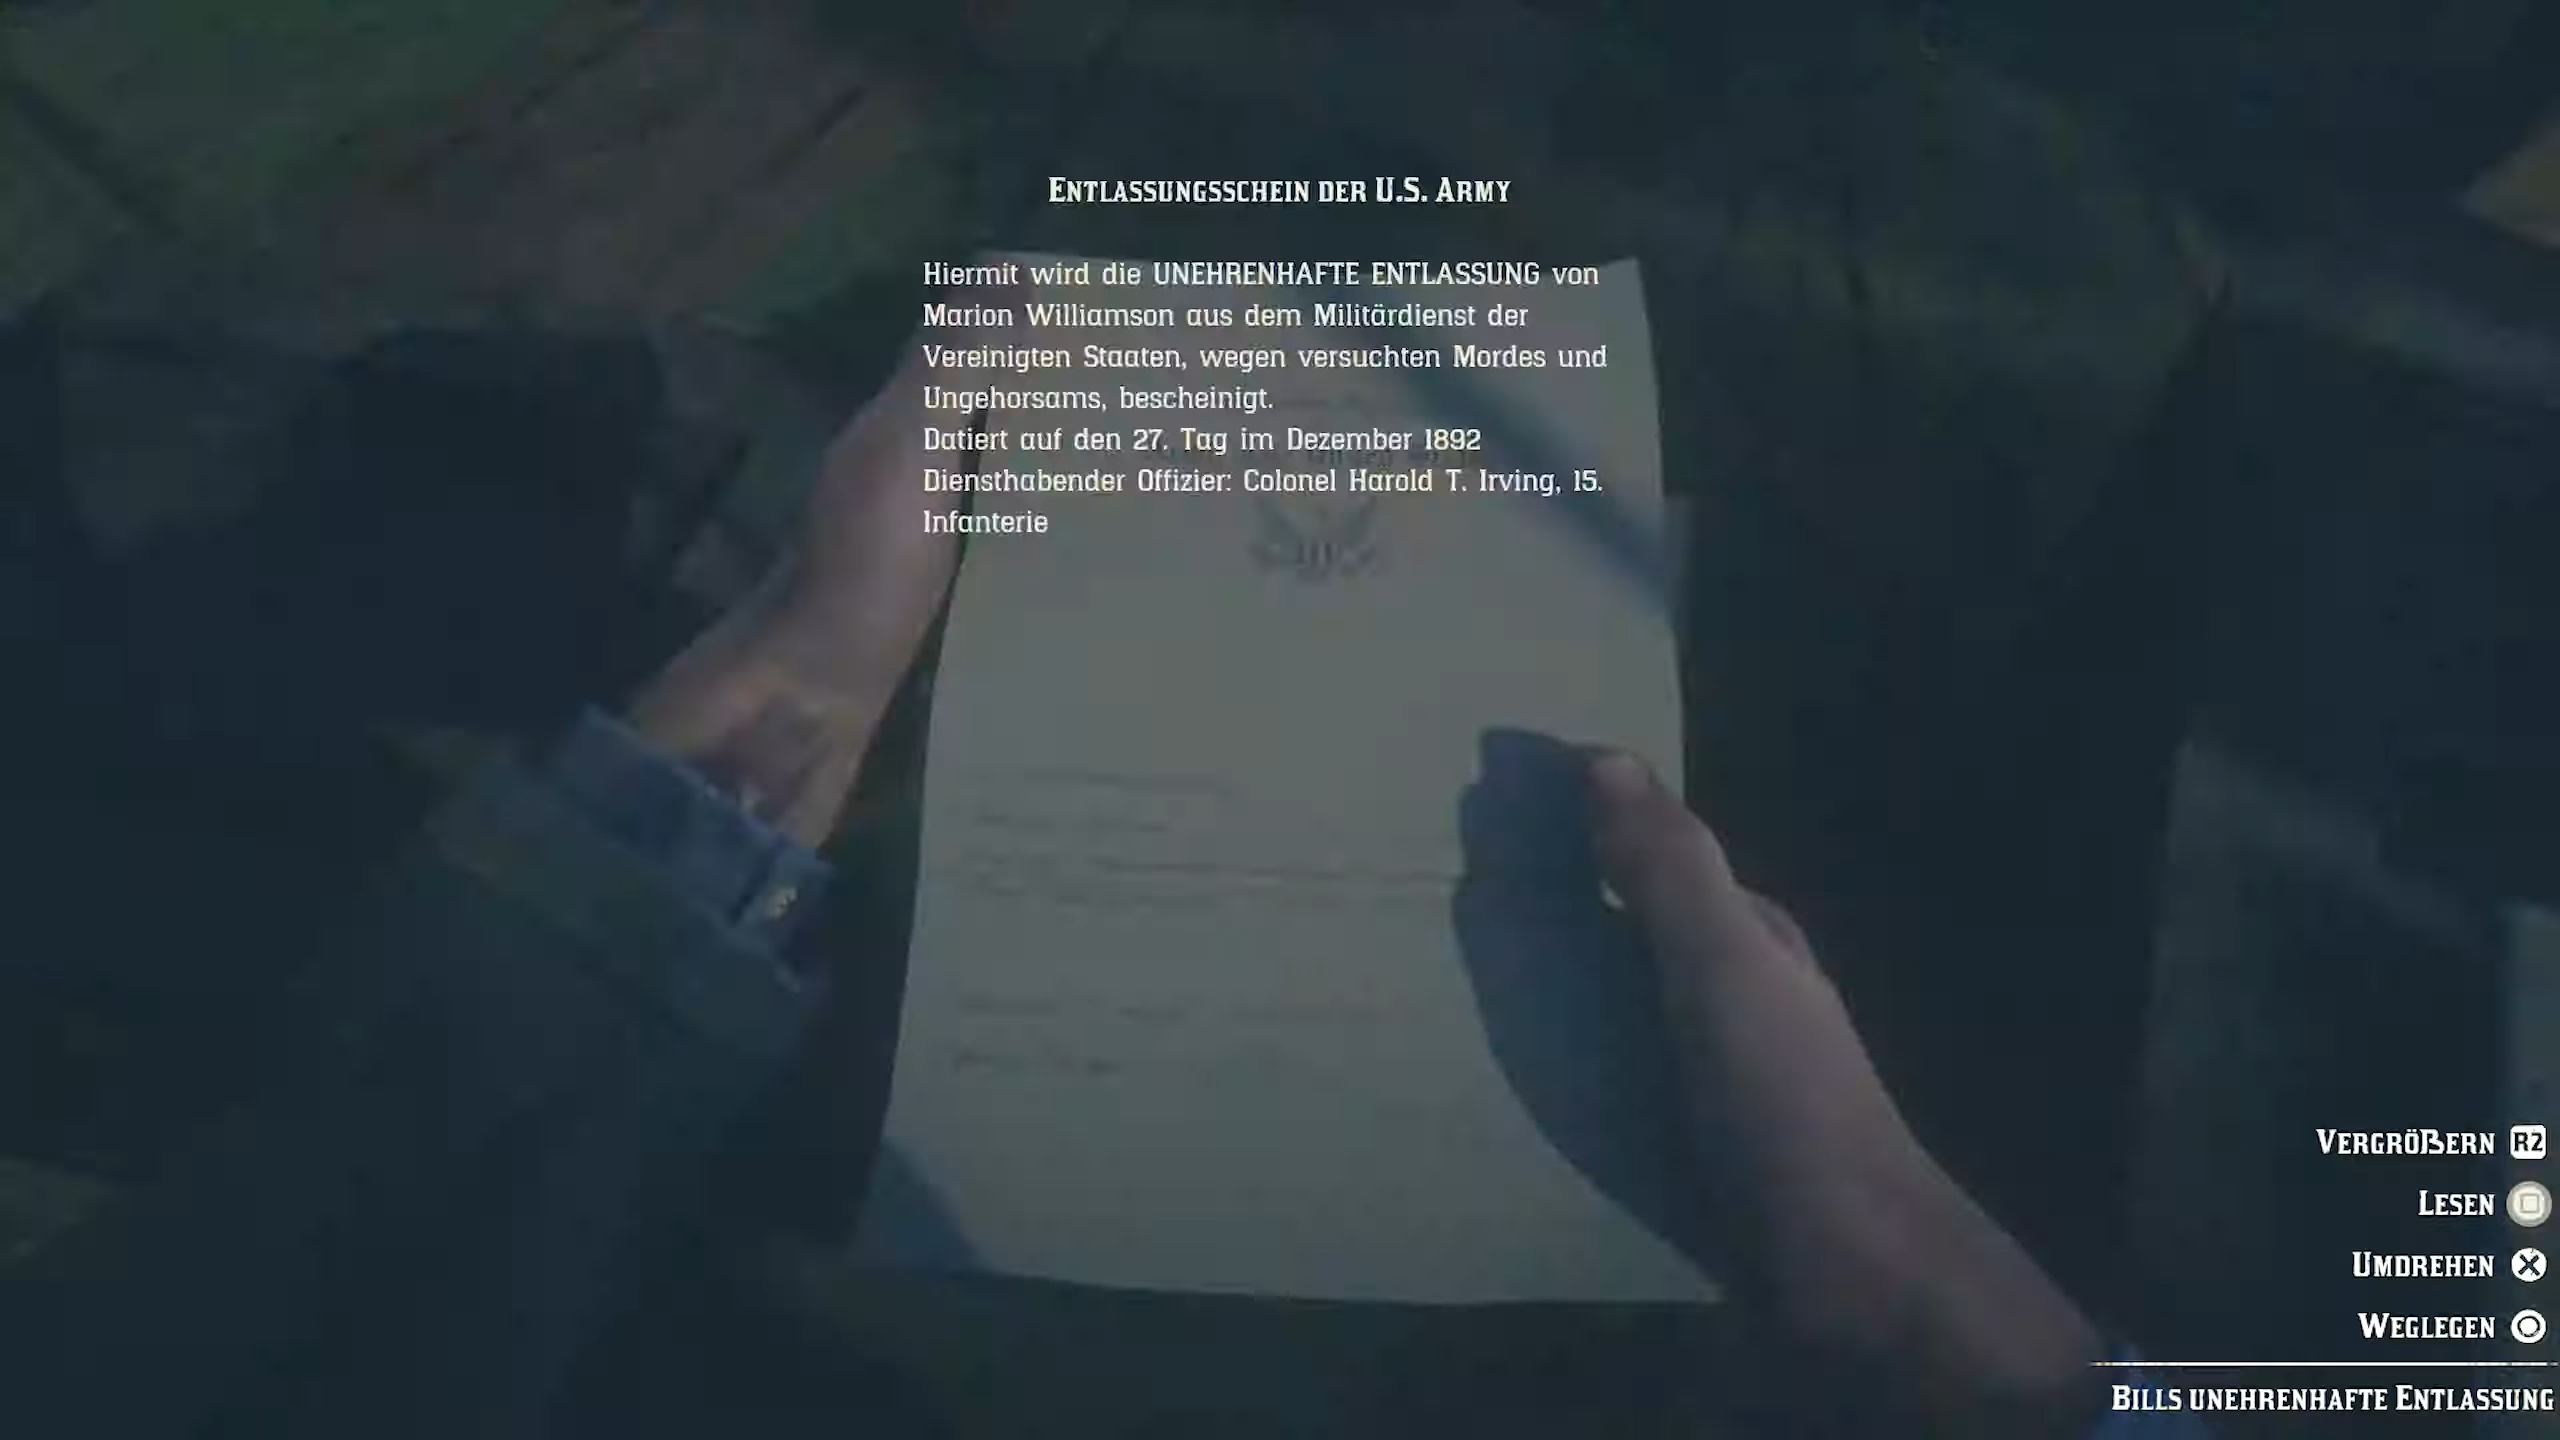 Entlassungsschein der U.S. Army
Hiermit wird die UNEHRENHAFTE ENTLASSUNG von
Marion Williamson aus dem Militärdienst der
Vereinigten Staaten, wegen versuchten Mordes und
Ungehorsams, bescheinigt.
Datiert auf den 27. Tag im Dezember 1892
Diensthabender Offizier: Colonel Harold T. Irving, 15.
Infanterie
Vergrößern R2
Lesen
Umdrehen
Weglegen
Bills unehrenhafte Entlassung